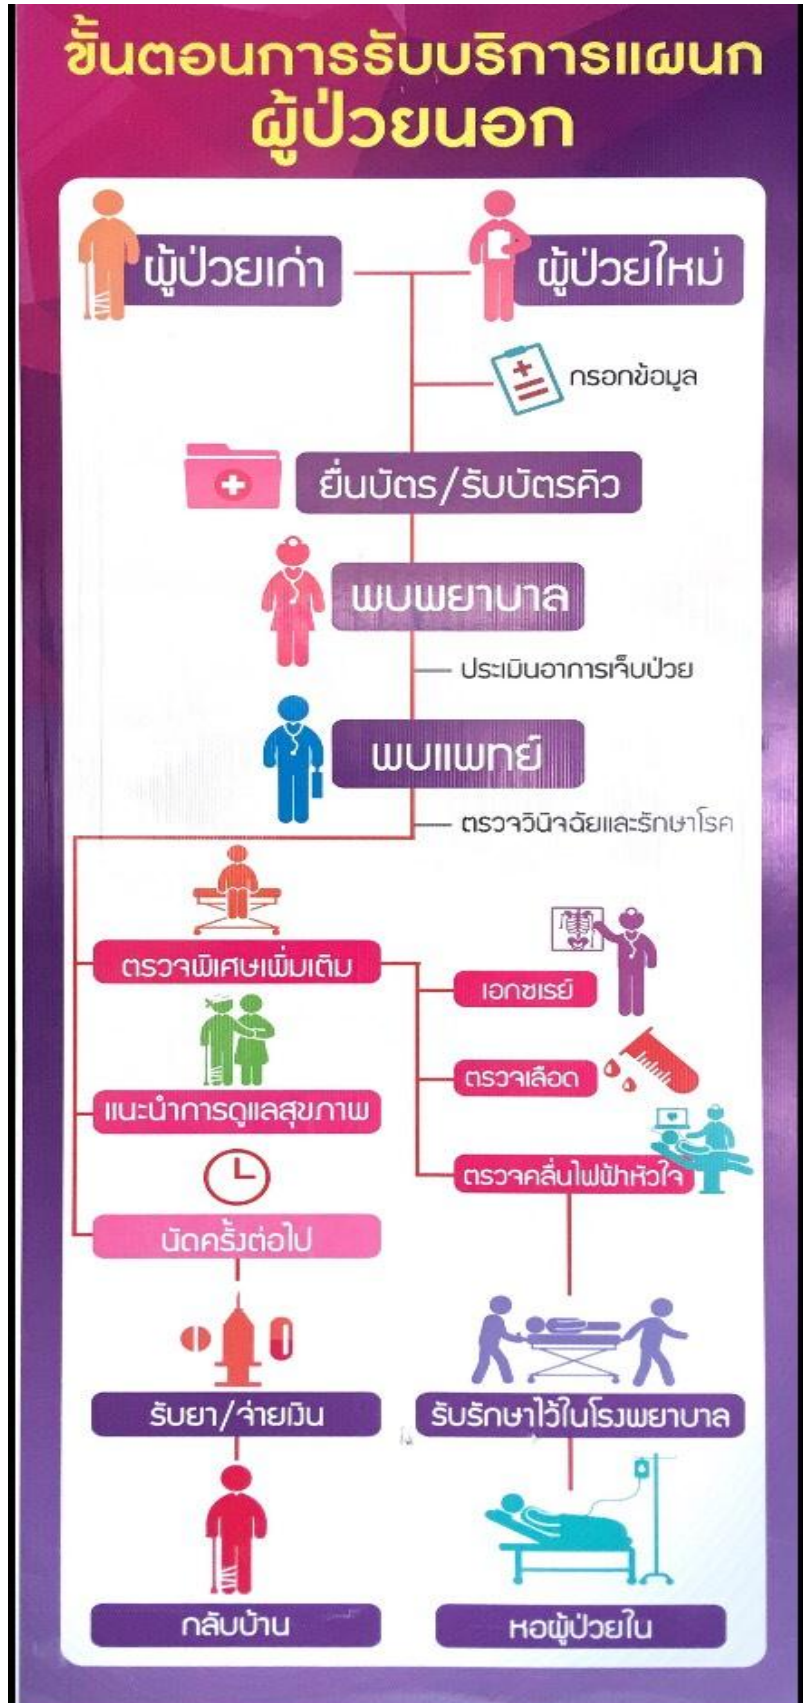 ขั้นตอนการรับบริการแผนก
ผู้ป่วยนอก
ผู้ป่วยเก่า
ผู้ป่วยใหม่
กรอกข้อมูล
ยื่นบัตร/รับบัตรคิว
พบพยาบาล
ประเมินอาการเจ็บป่วย
พบแพทย์
ตรวจวินิจฉัยและรักษาโรค
ตรวจพิเศษเพิ่มเติม
เอกซเรย์
ตรวจเลือด
แนะนำการดูแลสุขภาพ
ตรวจคลื่นไฟฟ้าหัวใจ
นัดครั้งต่อไป
รับยา/จ่ายเงิน
รับรักษาไว้ในโรงพยาบาล
กลับบ้าน
หอผู้ป่วยใน